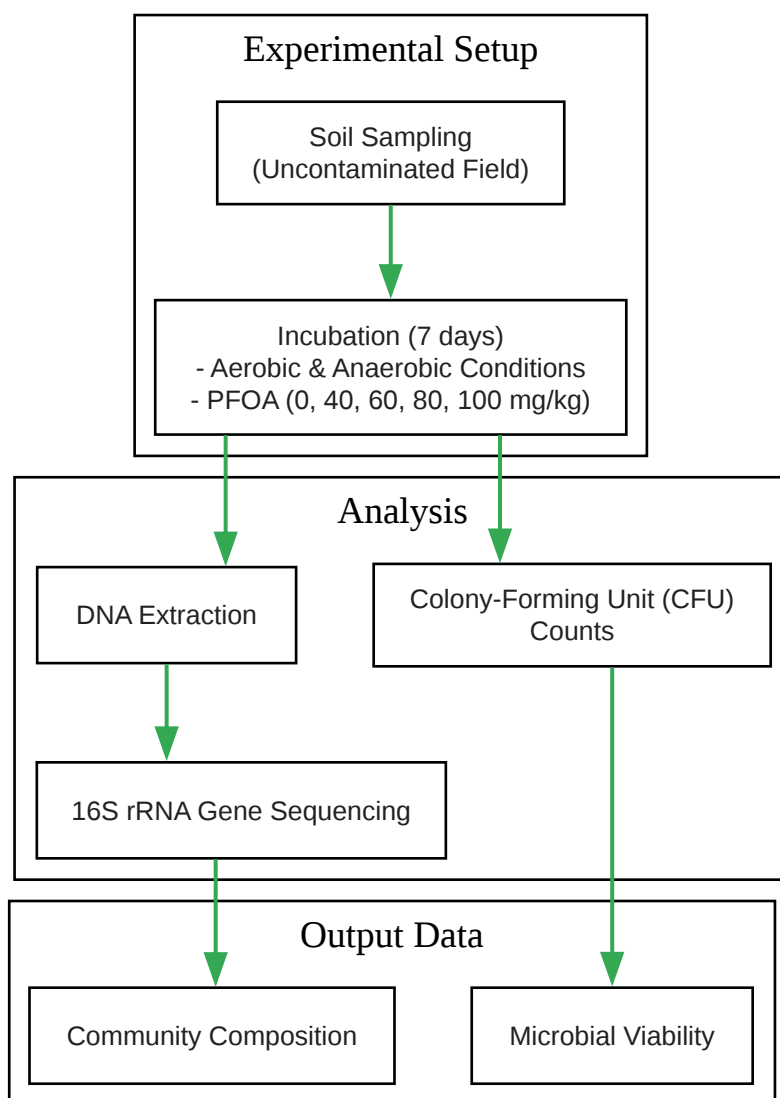 Experimental Setup
Soil Sampling
(Uncontaminated Field)
Incubation (7 days)
- Aerobic & Anaerobic Conditions
- PFOA (0, 40, 60, 80, 100 mg/kg)
Analysis
DNA Extraction
Colony-Forming Unit (CFU)
Counts
16S rRNA Gene Sequencing
Output Data
Community Composition
Microbial Viability